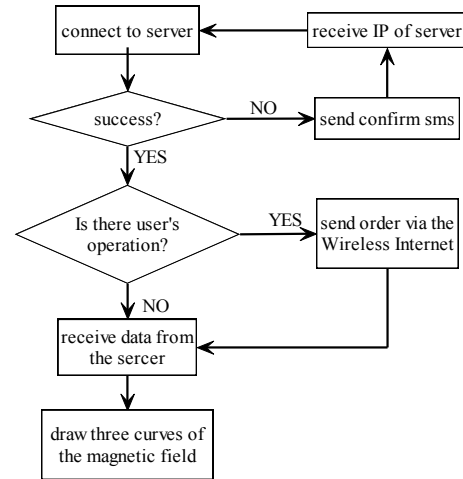 connect to server
receive IP of server
success?
NO
send confirm sms
YES
Is there user's
operation?
YES
send order via the
Wireless Internet
NO
receive data from
the sercer
draw three curves of
the magnetic field